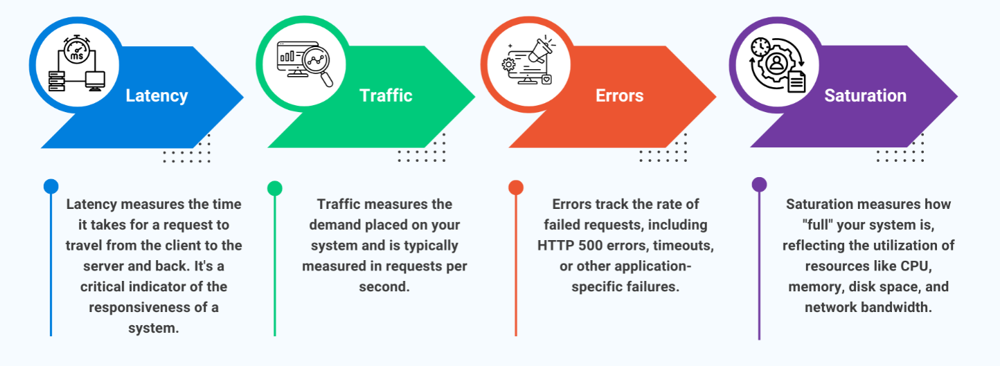 ms
Latency
Traffic
Errors
Saturation
Latency measures the time
it takes for a request to
travel from the client to the
server and back. It's a
critical indicator of the
responsiveness of a
system.
Traffic measures the
demand placed on your
system and is typically
measured in requests per
second.
Errors track the rate of
failed requests, including
HTTP 500 errors, timeouts,
or other application-
specific failures.
Saturation measures how
"full" your system is,
reflecting the utilization of
resources like CPU,
memory, disk space, and
network bandwidth.